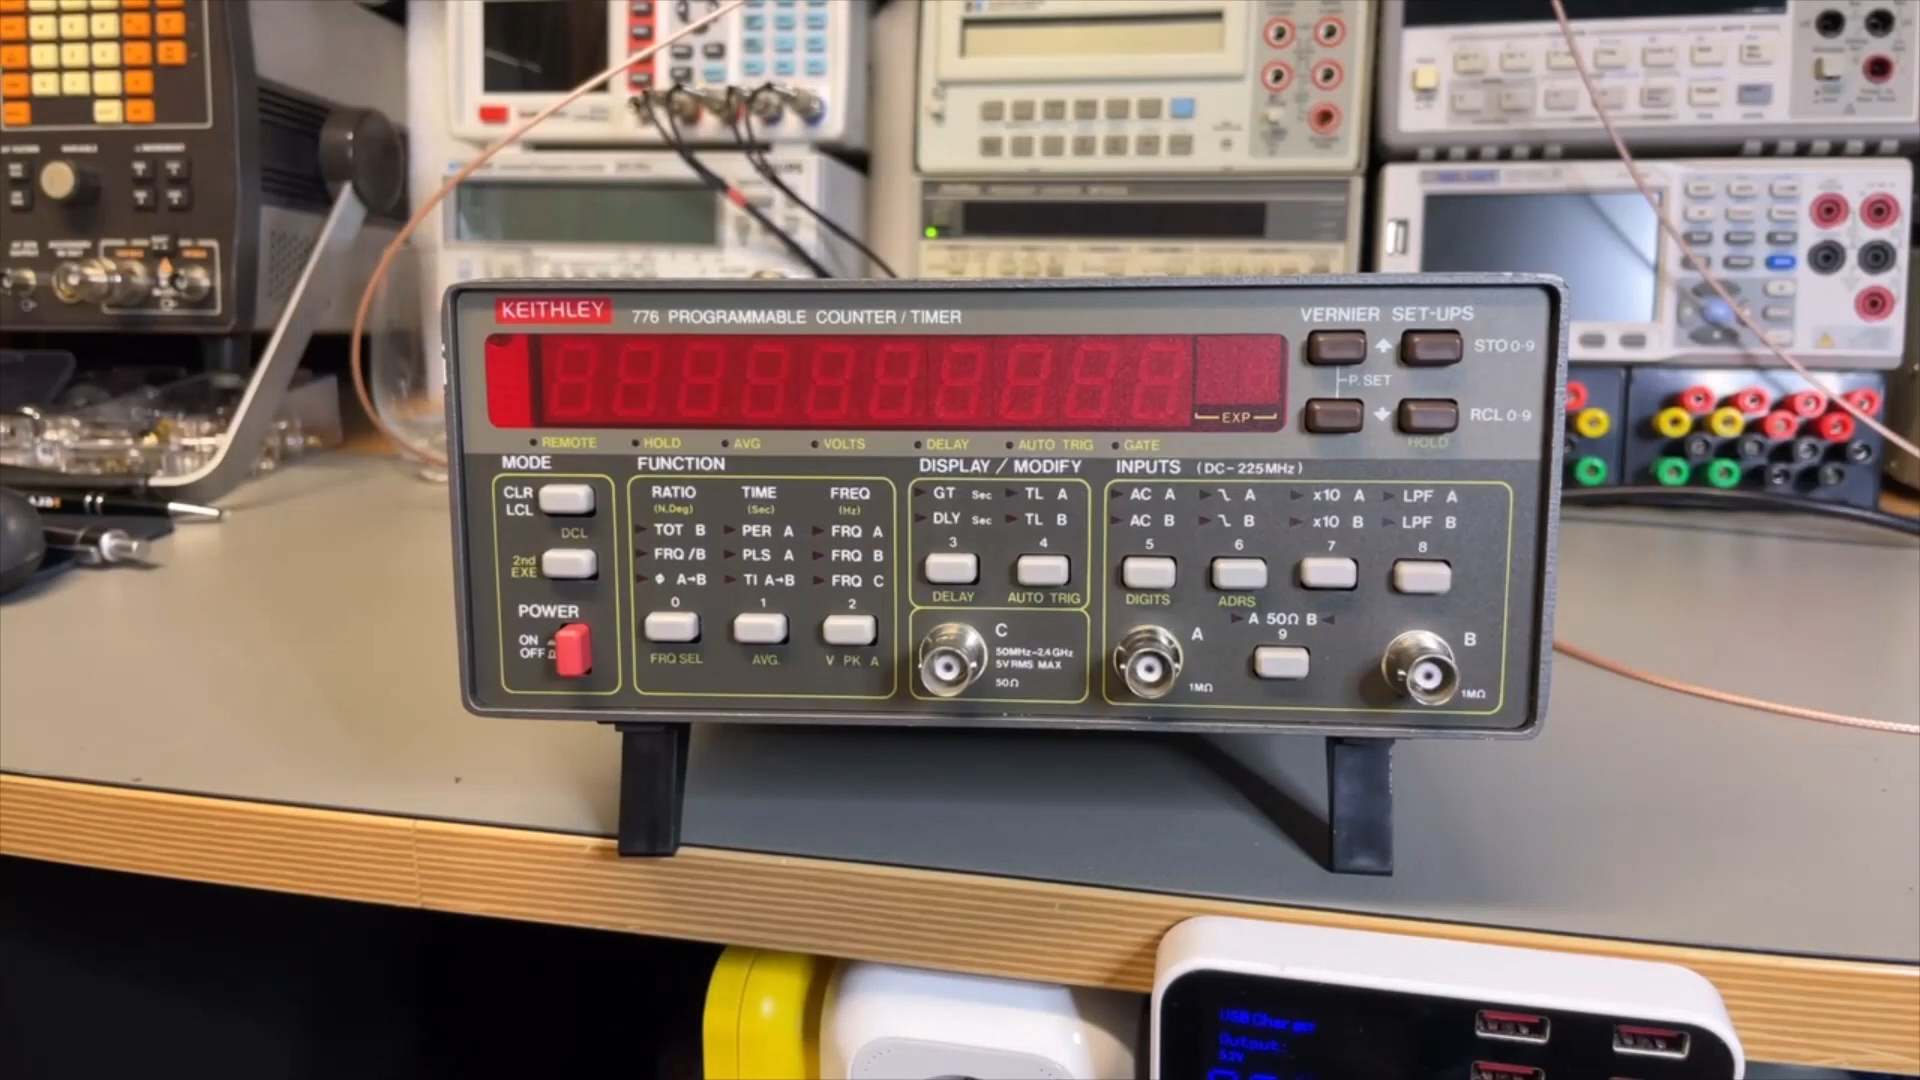 KEITHLEY 776 PROGRAMMABLE COUNTER / TIMER
VERNIER SET-UPS
STO 0-9
P. SET
RCL 0-9
HOLD
EXP
REMOTE HOLD AVG VOLTS DELAY AUTO TRIG GATE
MODE
CLR
LCL
DCL
2nd
EXE
POWER
ON
OFF
FUNCTION
RATIO TIME FREQ
(N,Deg) (Sec) (Hz)
TOT B PER A FRQ A
FRQ /B PLS A FRQ B
Φ A→B TI A→B FRQ C
0 1 2
FRQ SEL AVG. V PK A
DISPLAY / MODIFY
GT Sec TL A
DLY Sec TL B
3 4
DELAY AUTO TRIG
C
50MHz-2.4GHz
5V RMS MAX
50Ω
INPUTS (DC-225MHz)
AC A A x10 A LPF A
AC B B x10 B LPF B
5 6 7 8
DIGITS ADRS
A 50Ω B
9
A
1MΩ
B
1MΩ
USB Charger
Output:
5.2V